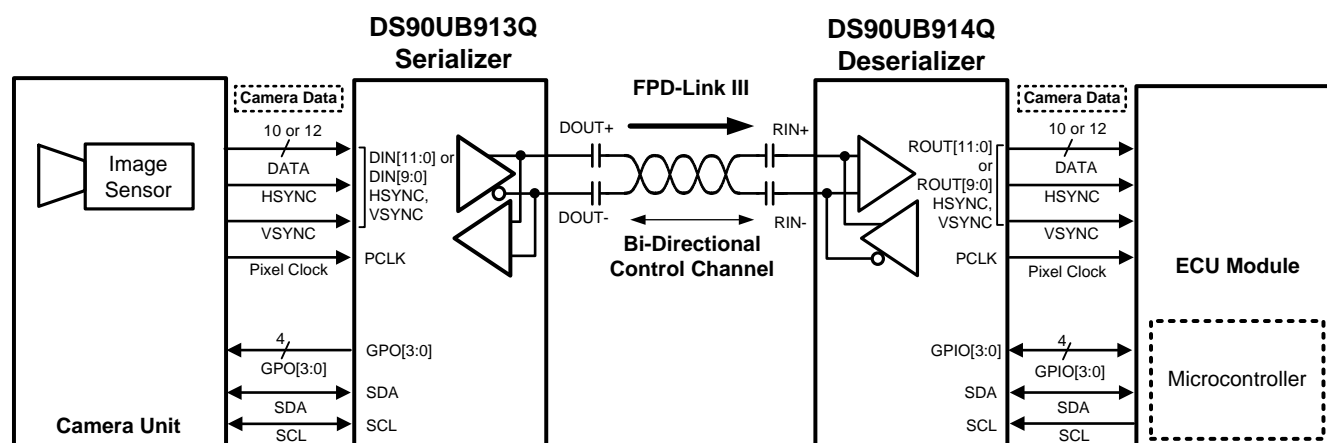 DS90UB913Q
Serializer
DS90UB914Q
Deserializer
FPD-Link III
Camera Data
10 or 12
DATA
HSYNC
VSYNC
Pixel Clock
Image
Sensor
DIN[11:0] or
DIN[9:0]
HSYNC,
VSYNC
PCLK
DOUT+
DOUT-
RIN+
RIN-
Bi-Directional
Control Channel
ROUT[11:0]
or
ROUT[9:0]
HSYNC,
VSYNC
PCLK
Camera Data
10 or 12
DATA
HSYNC
VSYNC
Pixel Clock
ECU Module
4
GPO[3:0]
GPO[3:0]
SDA
SDA
SCL
SCL
Camera Unit
GPIO[3:0]
4
GPIO[3:0]
SDA
SDA
SCL
SCL
Microcontroller